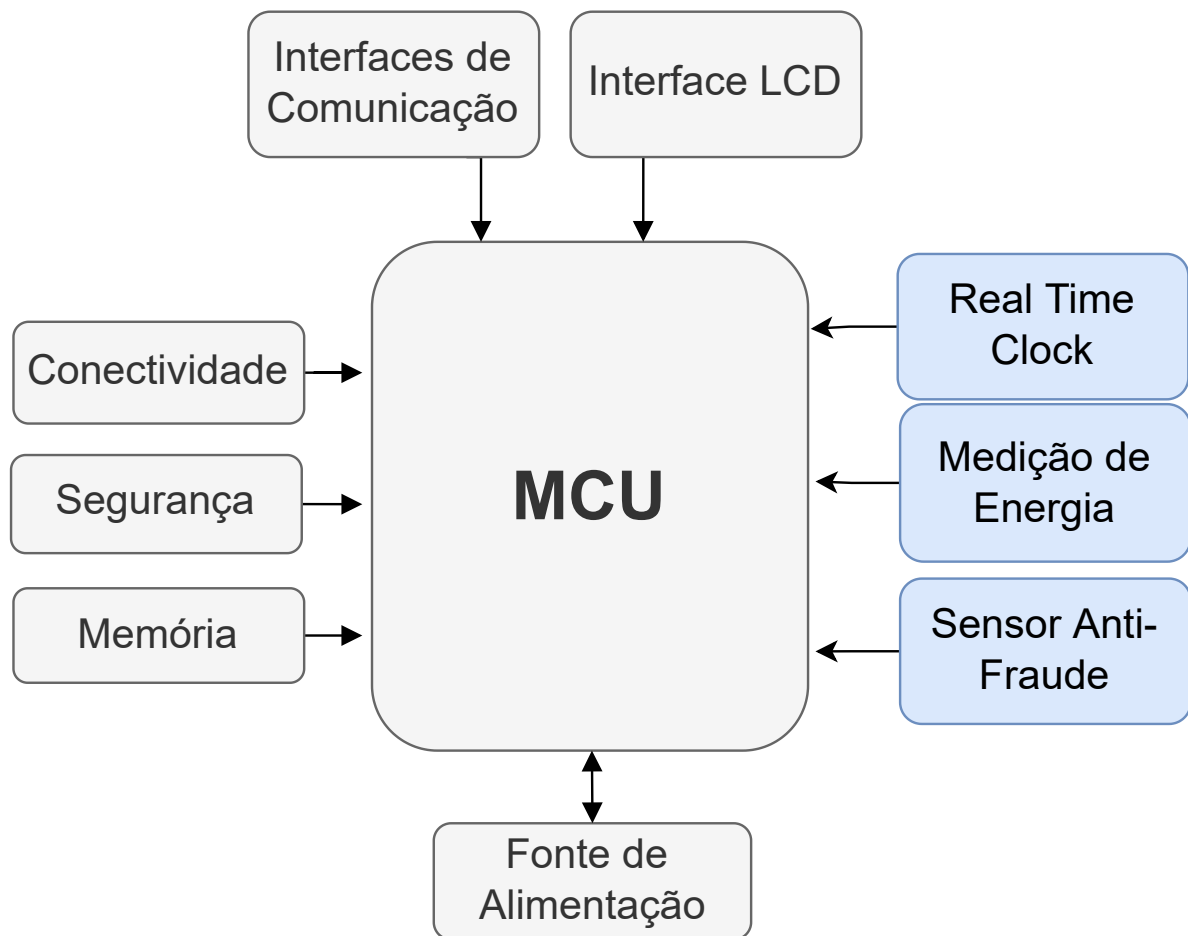 Interfaces de
Comunicação
Interface LCD
Real Time
Clock
Conectividade
Medição de
Energia
MCU
Segurança
Memória
Sensor Anti-
Fraude
Fonte de
Alimentação